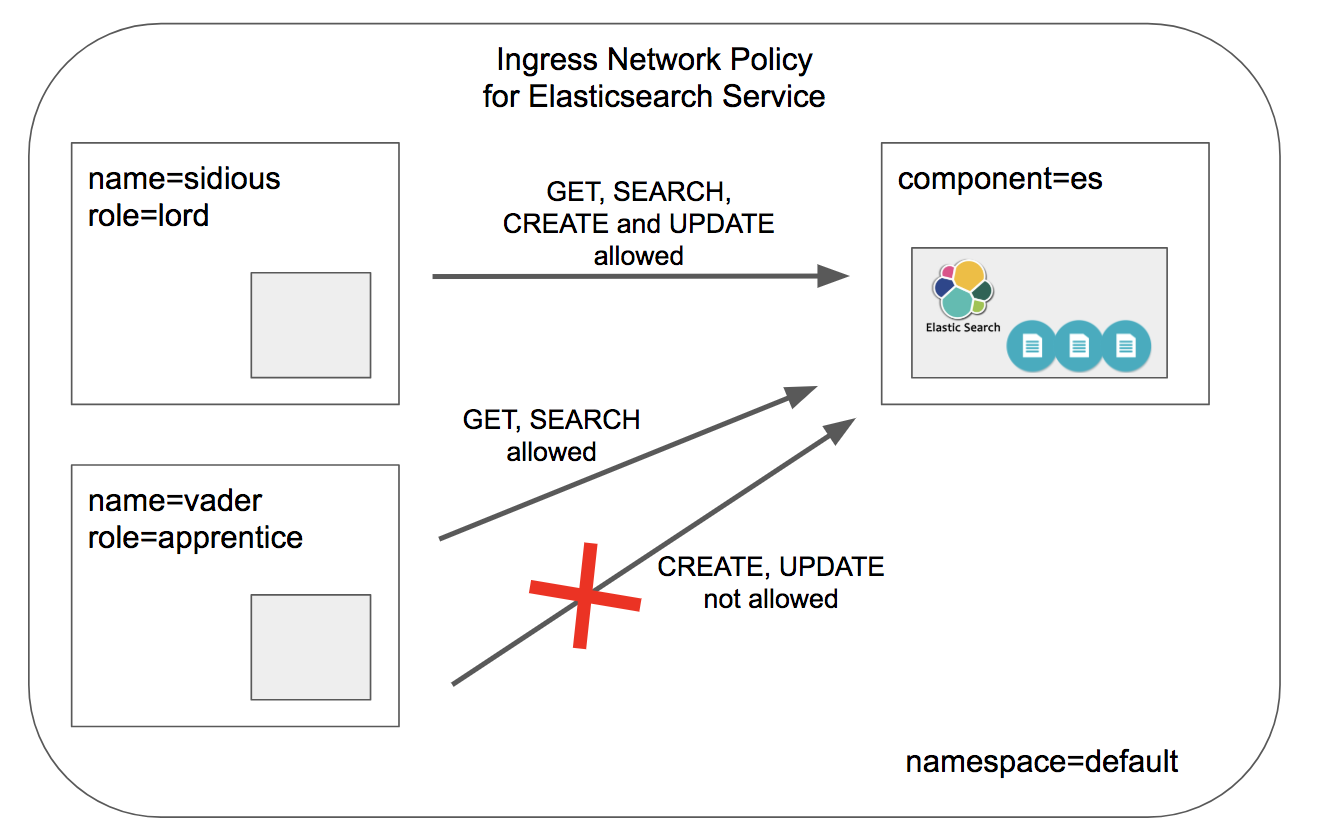 Ingress Network Policy
for Elasticsearch Service
name=sidious
role=lord
GET, SEARCH,
CREATE and UPDATE
allowed
component=es
Elastic Search
GET, SEARCH
allowed
name=vader
role=apprentice
CREATE, UPDATE
not allowed
namespace=default